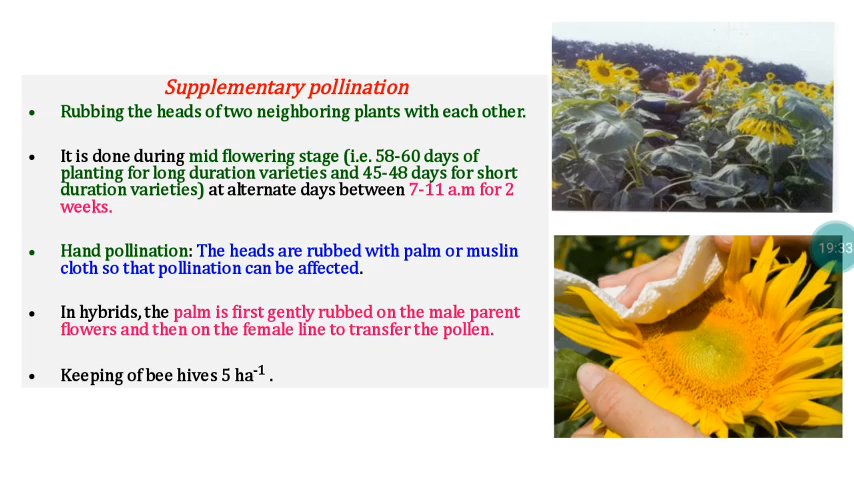 Supplementary pollination
• Rubbing the heads of two neighboring plants with each other.
• It is done during mid flowering stage (i.e. 58-60 days of
planting for long duration varieties and 45-48 days for short
duration varieties) at alternate days between 7-11 a.m for 2
weeks.
• Hand pollination: The heads are rubbed with palm or muslin
cloth so that pollination can be affected.
• In hybrids, the palm is first gently rubbed on the male parent
flowers and then on the female line to transfer the pollen.
• Keeping of bee hives 5 ha⁻¹ .
19:33